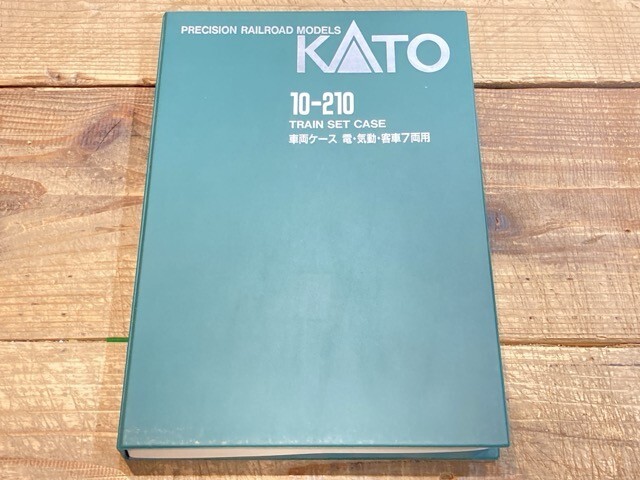 PRECISION RAILROAD MODELS
KATO
10-210
TRAIN SET CASE
車両ケース 電・気動・客車7両用